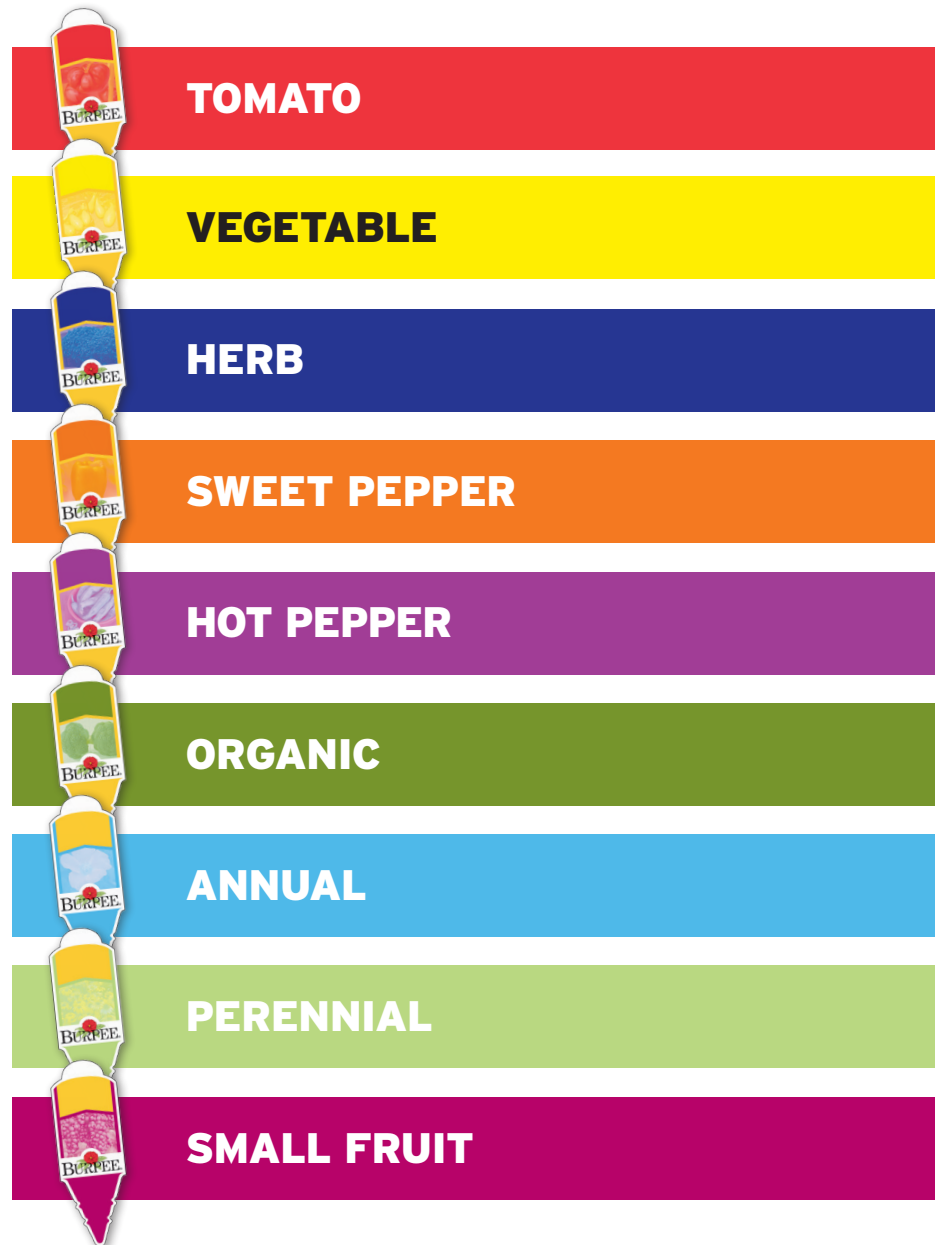 BURPEE
TOMATO
BURPEE
VEGETABLE
BURPEE
HERB
BURPEE
SWEET PEPPER
BURPEE
HOT PEPPER
BURPEE
ORGANIC
BURPEE
ANNUAL
BURPEE
PERENNIAL
BURPEE
SMALL FRUIT